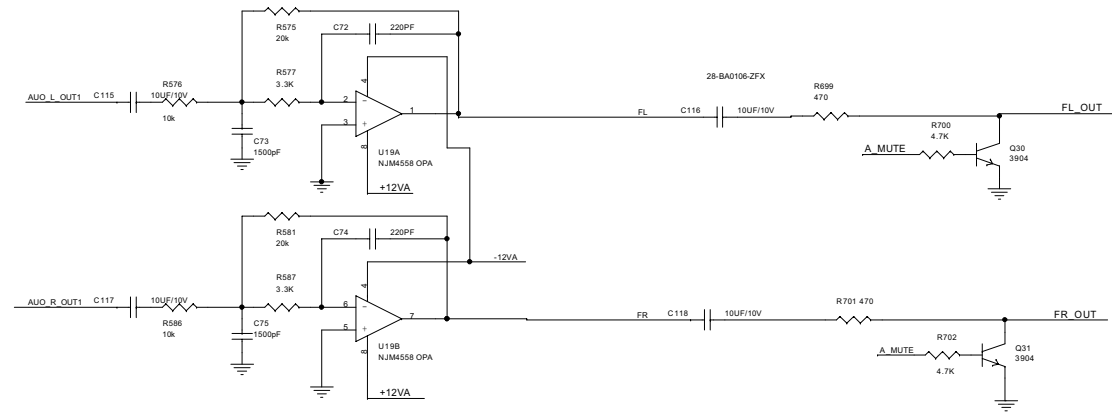 R575
20k
C72
220PF
R577
3.3K
4
28-BA0106-ZFX
R576
10UF/10V
10k
AUO_L_OUT1
C115
2
1
3
8
C73
1500pF
U19A
NJM4558 OPA
+12VA
FL
C116
10UF/10V
R699
470
FL_OUT
A_MUTE
R700
4.7K
Q30
3904
R581
20k
C74
220PF
-12VA
R587
3.3K
4
AUO_R_OUT1
C117
10UF/10V
R586
10k
6
7
5
8
C75
1500pF
U19B
NJM4558 OPA
+12VA
FR
C118
10UF/10V
R701 470
FR_OUT
A_MUTE
R702
4.7K
Q31
3904